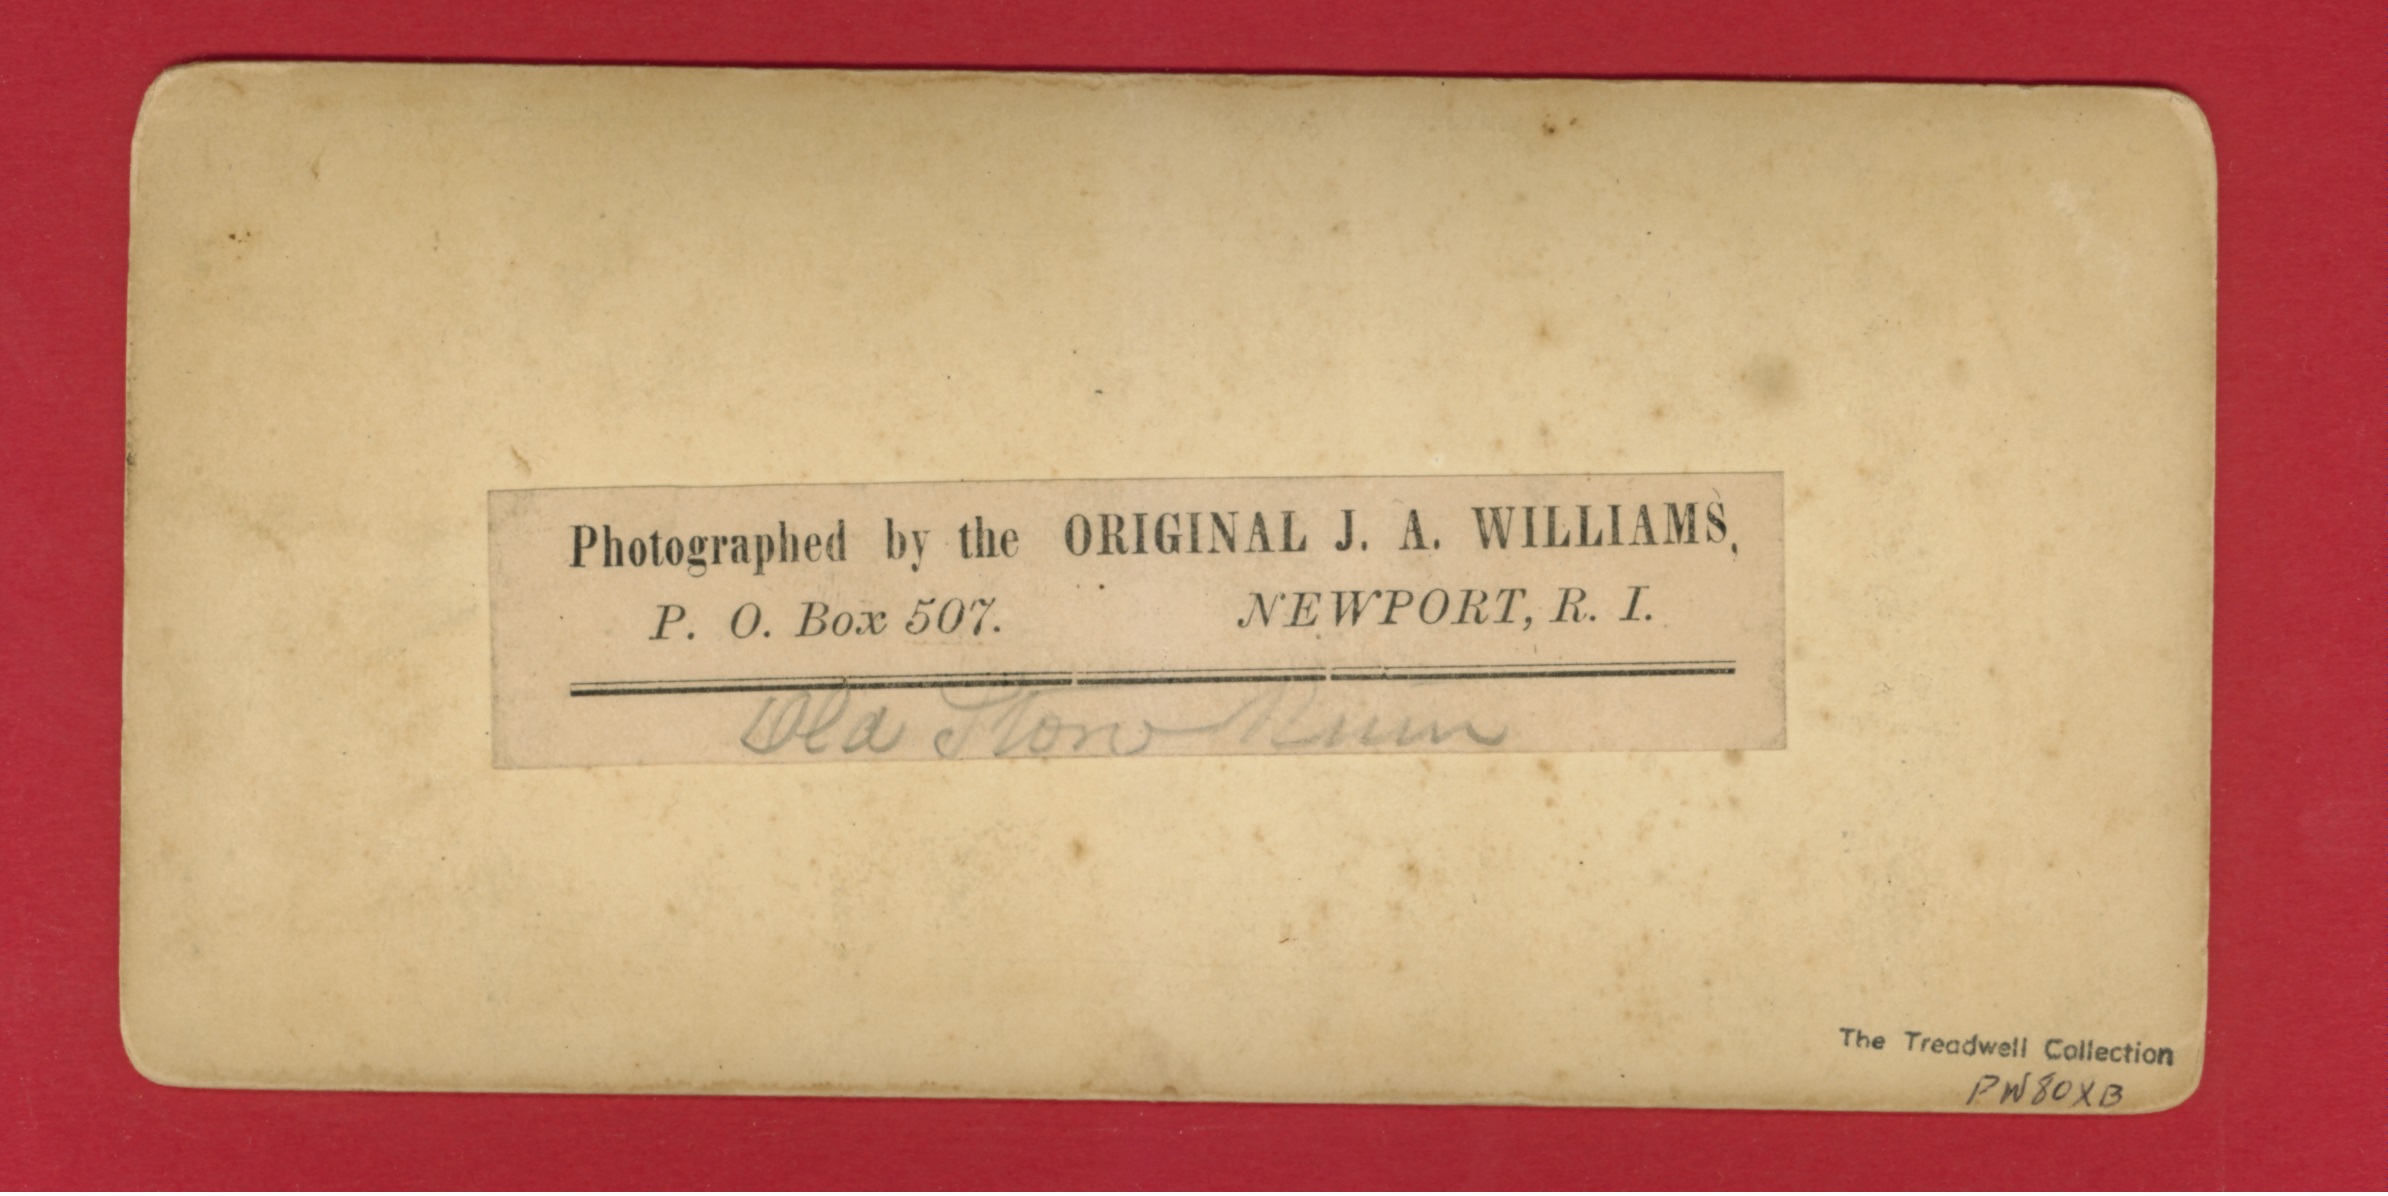 Photographed by the ORIGINAL J. A. WILLIAMS,
P. O. Box 507. NEWPORT, R. I.
Old Stone Ruin
The Treadwell Collection
PW80XB